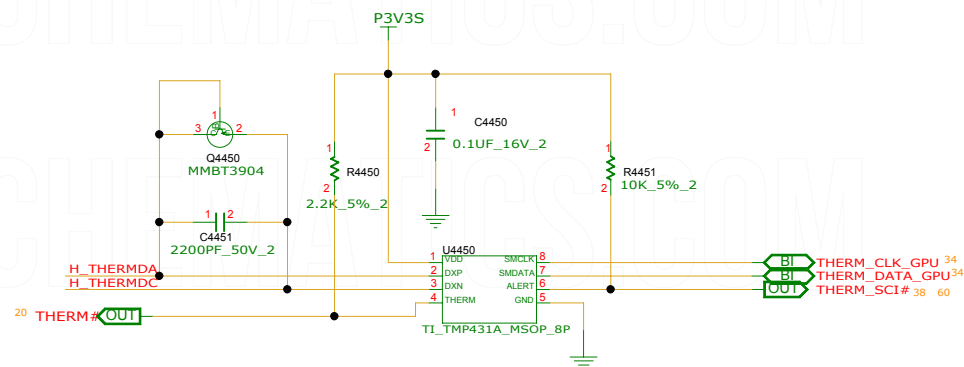 P3V3S
1
3 2
Q4450
MMBT3904
1 2
C4451
2200PF_50V_2
1
R4450
2
2.2K_5%_2
1
C4450
2
0.1UF_16V_2
1
R4451
2
10K_5%_2
H_THERMDA
H_THERMDC
U4450
1 VDD SMCLK 8
2 DXP SMDATA 7
3 DXN ALERT 6
4 THERM GND 5
TI_TMP431A_MSOP_8P
BI THERM_CLK_GPU 34
BI THERM_DATA_GPU 34
OUT THERM_SCI# 38 60
20 THERM# OUT